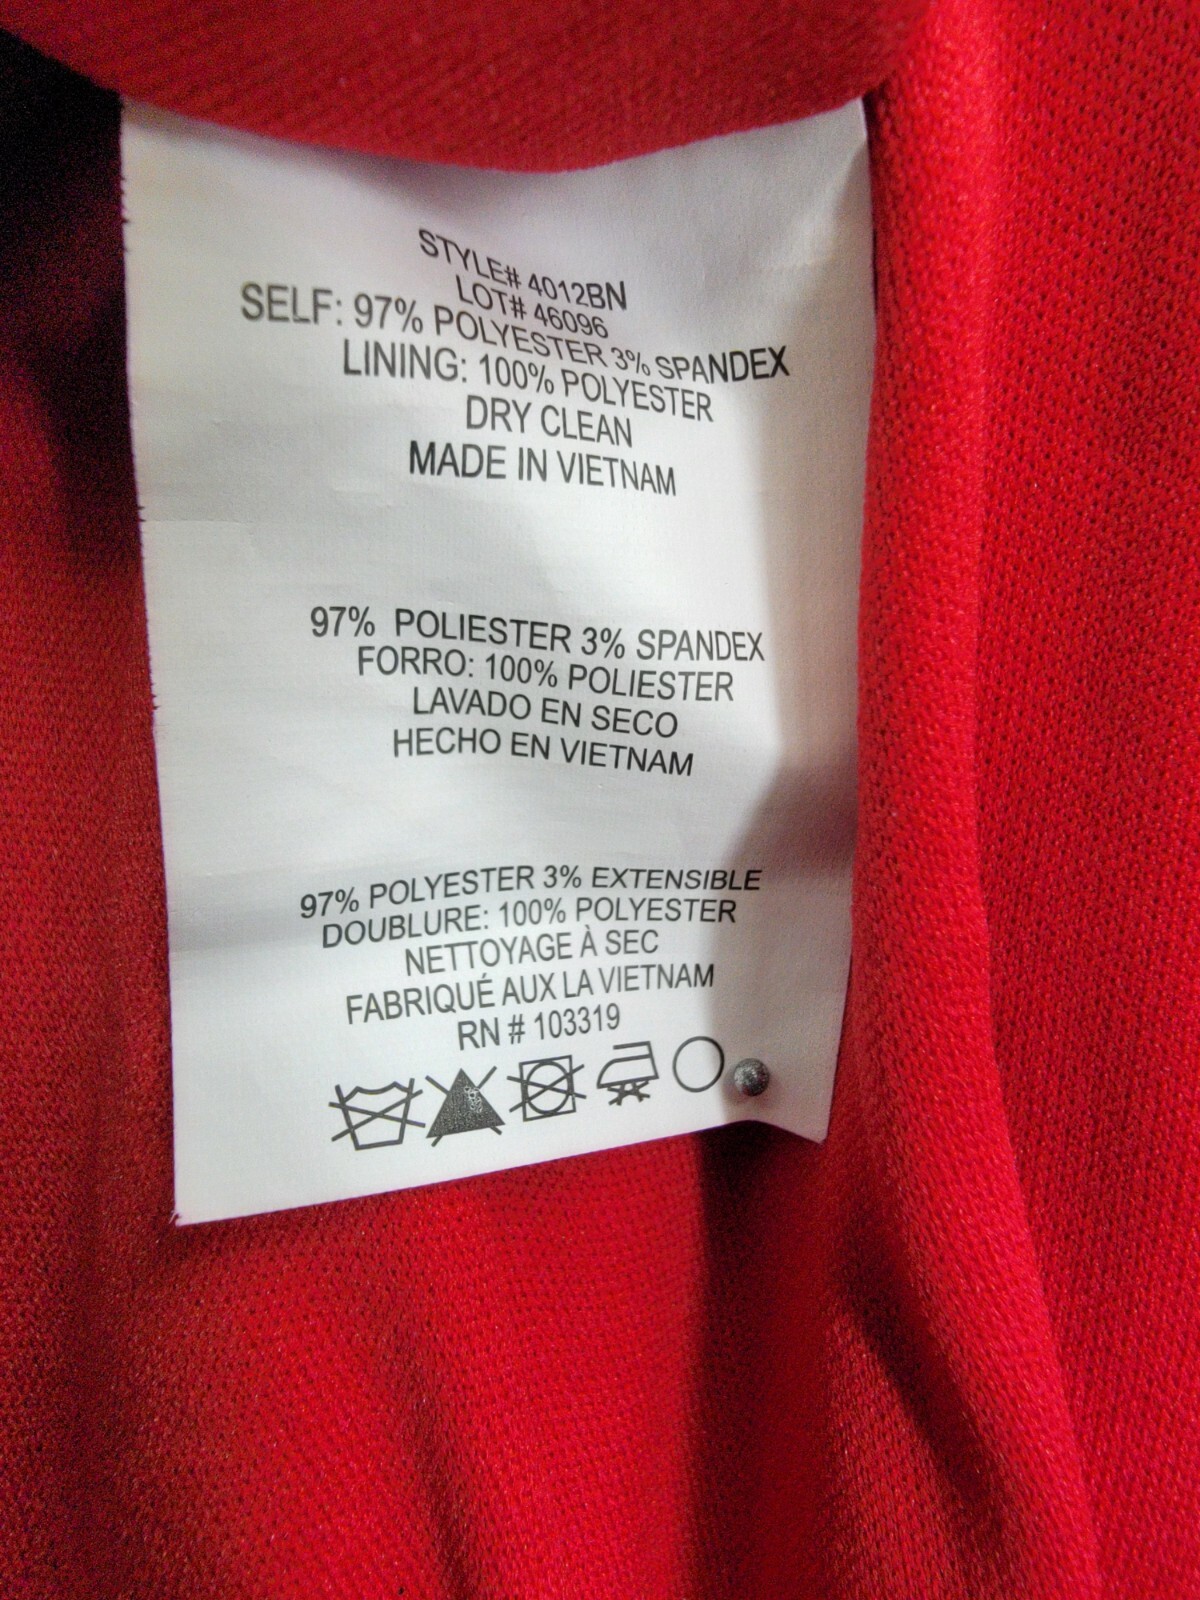 STYLE# 4012BN
LOT# 46096
SELF: 97% POLYESTER 3% SPANDEX
LINING: 100% POLYESTER
DRY CLEAN
MADE IN VIETNAM
97% POLIESTER 3% SPANDEX
FORRO: 100% POLIESTER
LAVADO EN SECO
HECHO EN VIETNAM
97% POLYESTER 3% EXTENSIBLE
DOUBLURE: 100% POLYESTER
NETTOYAGE À SEC
FABRIQUÉ AUX LA VIETNAM
RN # 103319